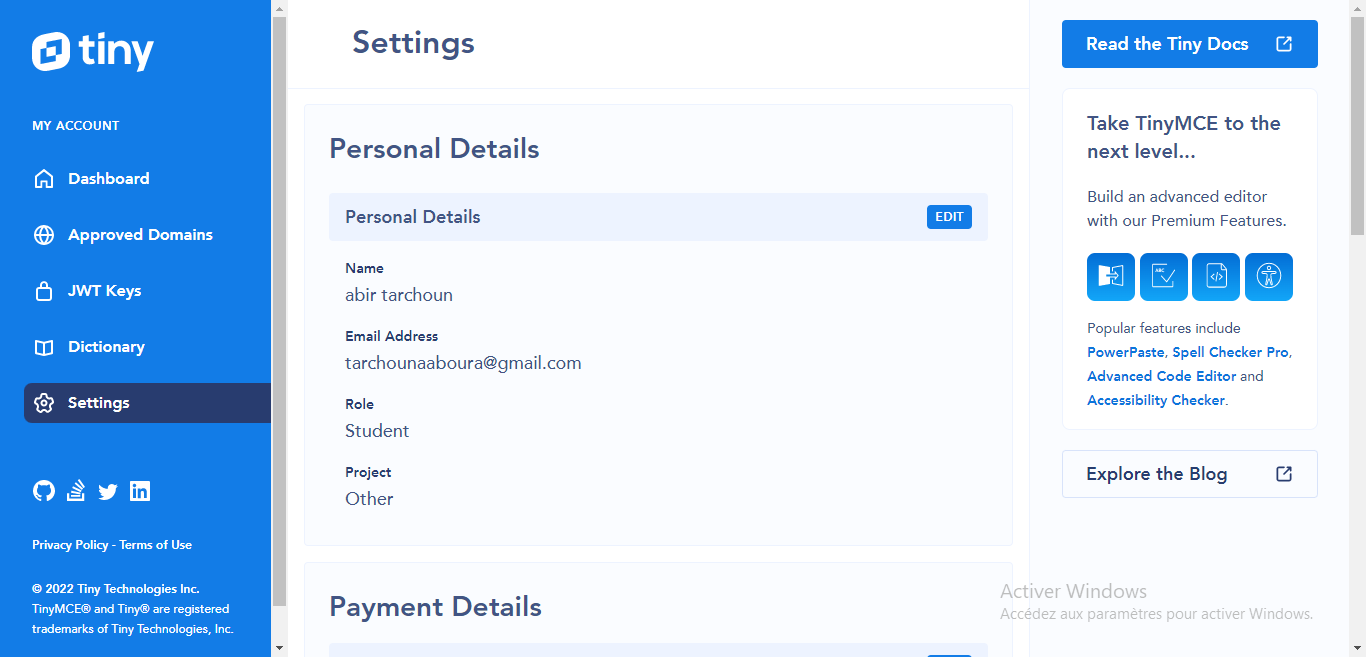 tiny
MY ACCOUNT
Dashboard
Approved Domains
JWT Keys
Dictionary
Settings
Privacy Policy - Terms of Use
© 2022 Tiny Technologies Inc.
TinyMCE® and Tiny® are registered
trademarks of Tiny Technologies, Inc.
Settings
Personal Details
Personal Details EDIT
Name
abir tarchoun
Email Address
tarchounaaboura@gmail.com
Role
Student
Project
Other
Payment Details
Read the Tiny Docs
Take TinyMCE to the
next level...
Build an advanced editor
with our Premium Features.
ABC
Popular features include
PowerPaste, Spell Checker Pro,
Advanced Code Editor and
Accessibility Checker.
Explore the Blog
Activer Windows
Accédez aux paramètres pour activer Windows.